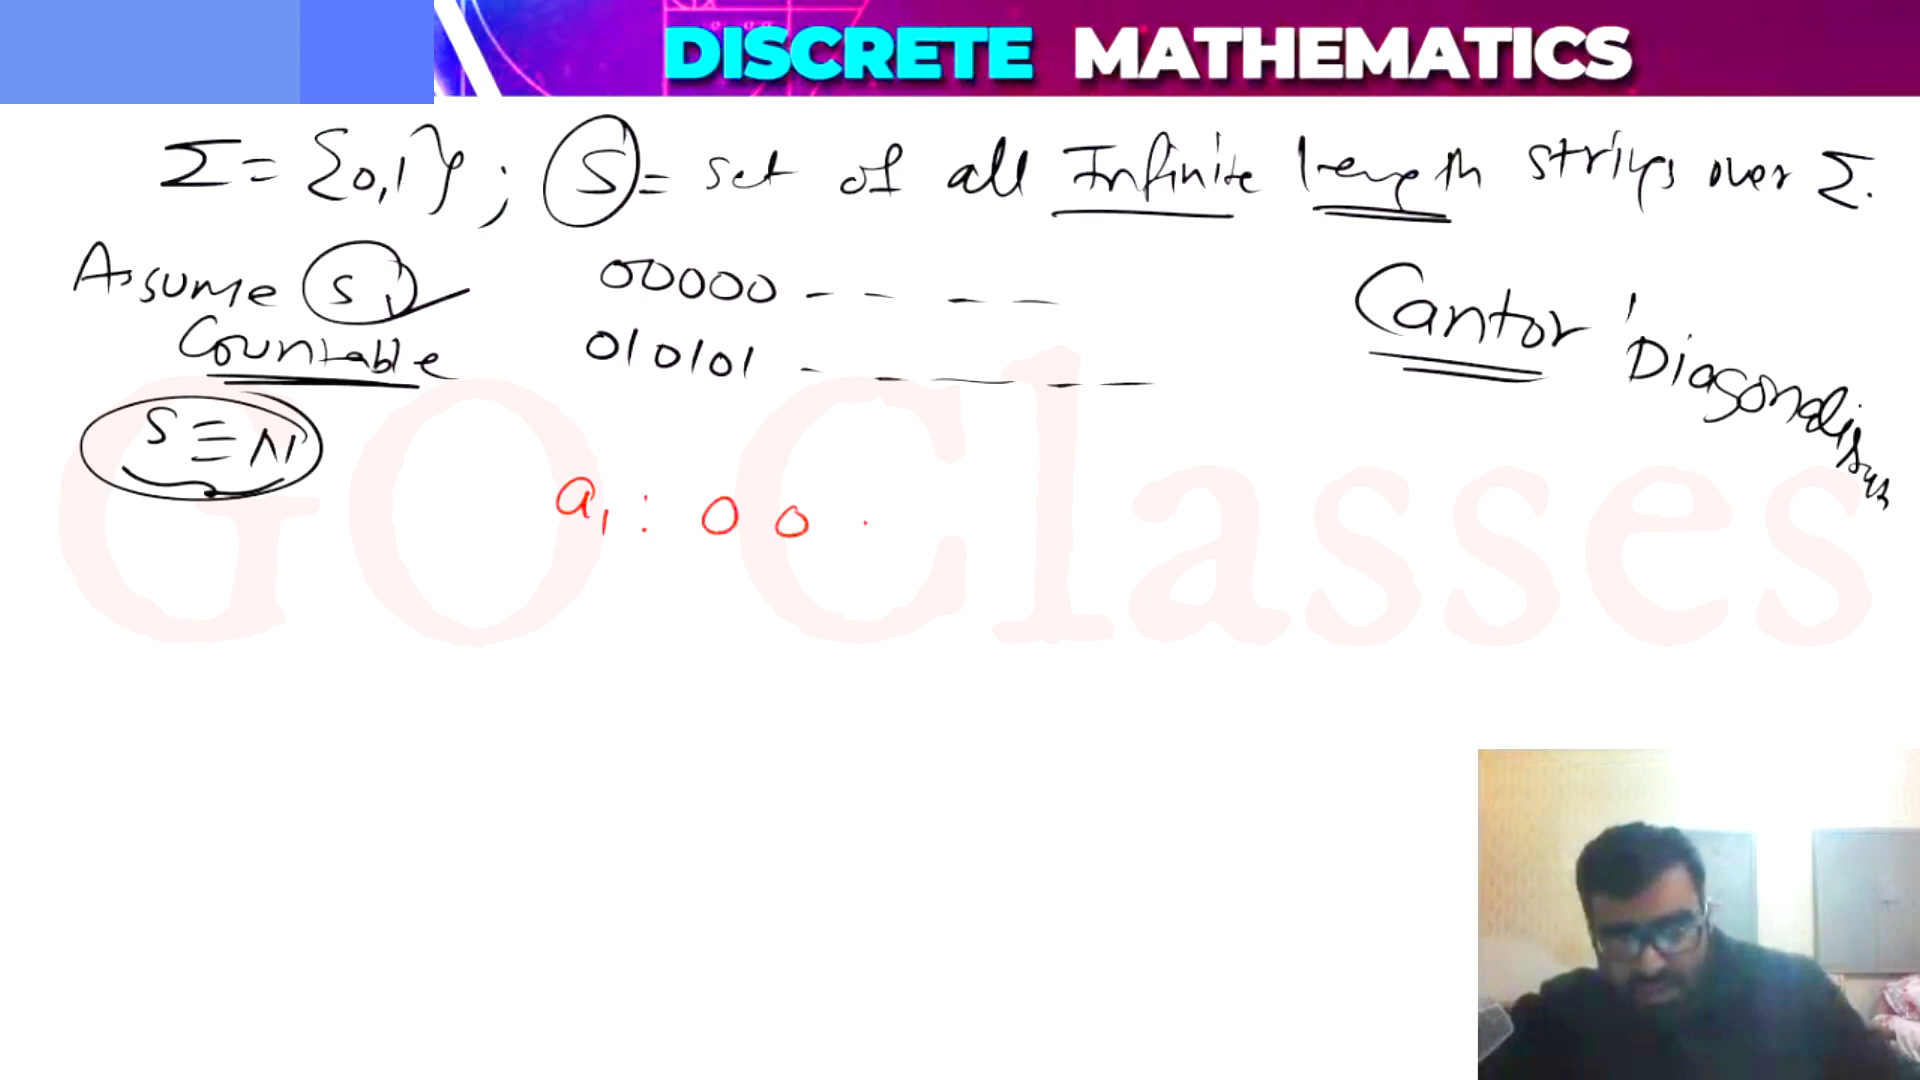 DISCRETE MATHEMATICS
Σ = {0,1} ; S = set of all Infinite length strings over Σ.
Assume S, 00000 - - - -
Countable 010101 - - - - -
Cantor Diagonalisation
S ≡ N
a₁ : 0 0 .
GO Classes